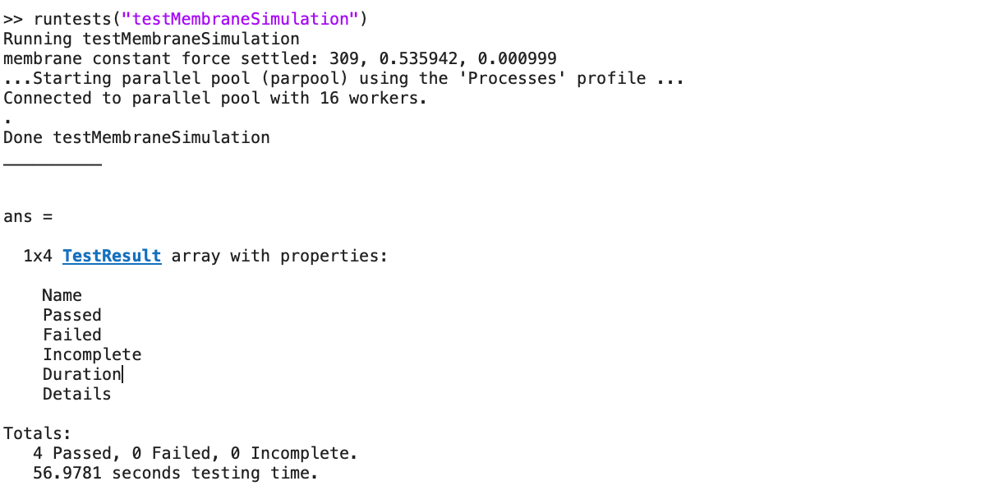 >> runtests("testMembraneSimulation")
Running testMembraneSimulation
membrane constant force settled: 309, 0.535942, 0.000999
...Starting parallel pool (parpool) using the 'Processes' profile ...
Connected to parallel pool with 16 workers.
.
Done testMembraneSimulation
__________
ans =
1x4 TestResult array with properties:
Name
Passed
Failed
Incomplete
Duration
Details
Totals:
4 Passed, 0 Failed, 0 Incomplete.
56.9781 seconds testing time.